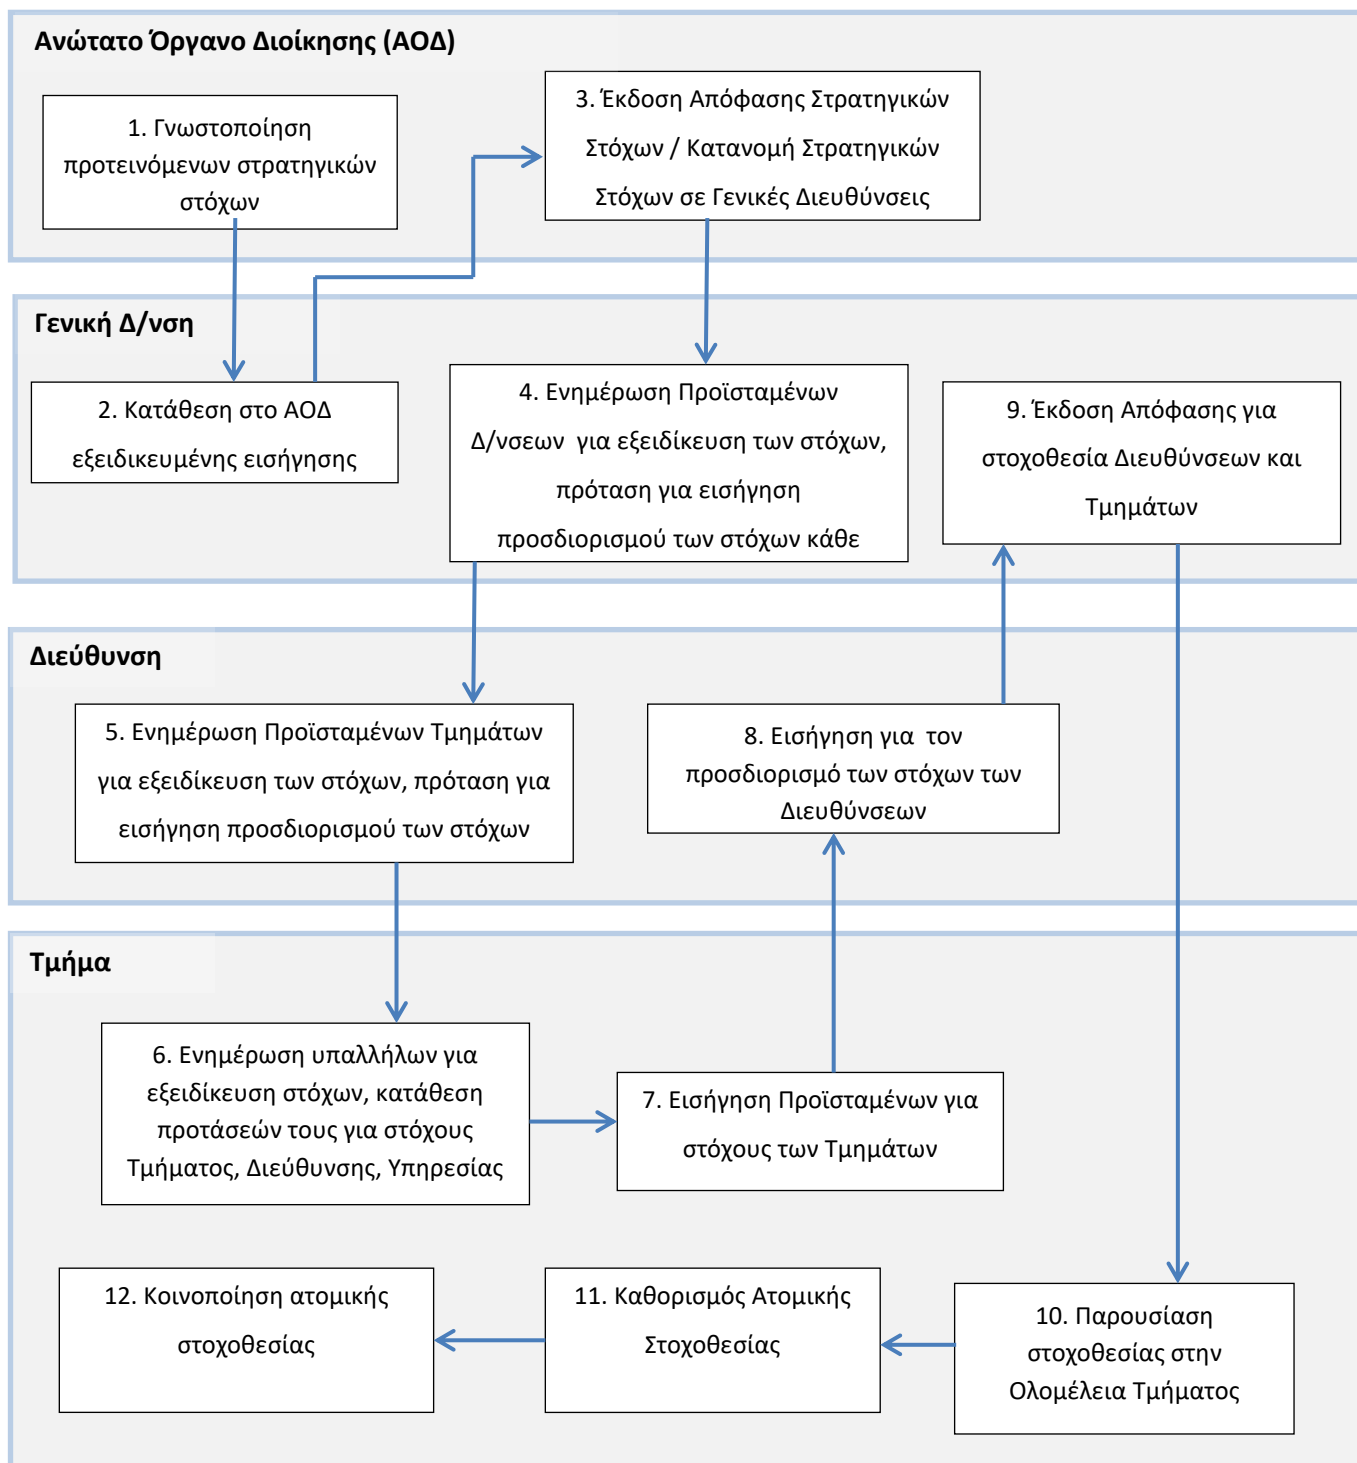 Ανώτατο Όργανο Διοίκησης (ΑΟΔ)
1. Γνωστοποίηση
προτεινόμενων στρατηγικών
στόχων
3. Έκδοση Απόφασης Στρατηγικών
Στόχων / Κατανομή Στρατηγικών
Στόχων σε Γενικές Διευθύνσεις
Γενική Δ/νση
2. Κατάθεση στο ΑΟΔ
εξειδικευμένης εισήγησης
4. Ενημέρωση Προϊσταμένων
Δ/νσεων για εξειδίκευση των στόχων,
πρόταση για εισήγηση
προσδιορισμού των στόχων κάθε
9. Έκδοση Απόφασης για
στοχοθεσία Διευθύνσεων και
Τμημάτων
Διεύθυνση
5. Ενημέρωση Προϊσταμένων Τμημάτων
για εξειδίκευση των στόχων, πρόταση για
εισήγηση προσδιορισμού των στόχων
8. Εισήγηση για τον
προσδιορισμό των στόχων των
Διευθύνσεων
Τμήμα
6. Ενημέρωση υπαλλήλων για
εξειδίκευση στόχων, κατάθεση
προτάσεών τους για στόχους
Τμήματος, Διεύθυνσης, Υπηρεσίας
7. Εισήγηση Προϊσταμένων για
στόχους των Τμημάτων
12. Κοινοποίηση ατομικής
στοχοθεσίας
11. Καθορισμός Ατομικής
Στοχοθεσίας
10. Παρουσίαση
στοχοθεσίας στην
Ολομέλεια Τμήματος